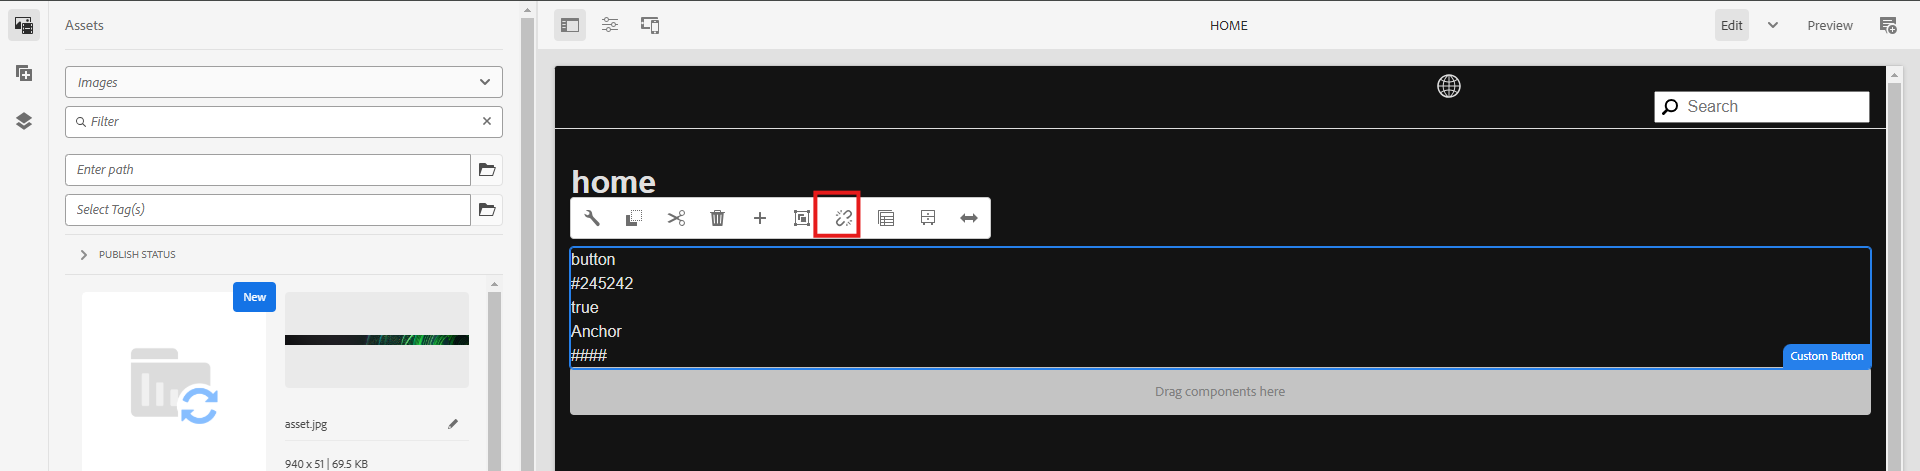 Assets
HOME
Edit
Preview
Images
Filter
Enter path
Select Tag(s)
PUBLISH STATUS
New
asset.jpg
940 x 51 | 69.5 KB
Search
home
button
#245242
true
Anchor
####
Custom Button
Drag components here